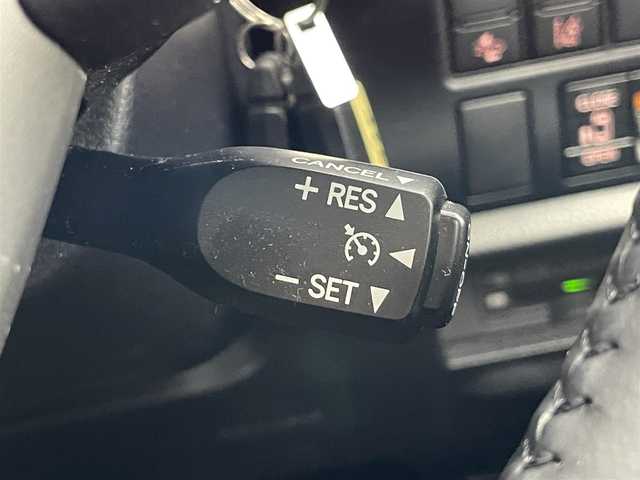 CANCEL ▼
+ RES ▲
◀
− SET ▼